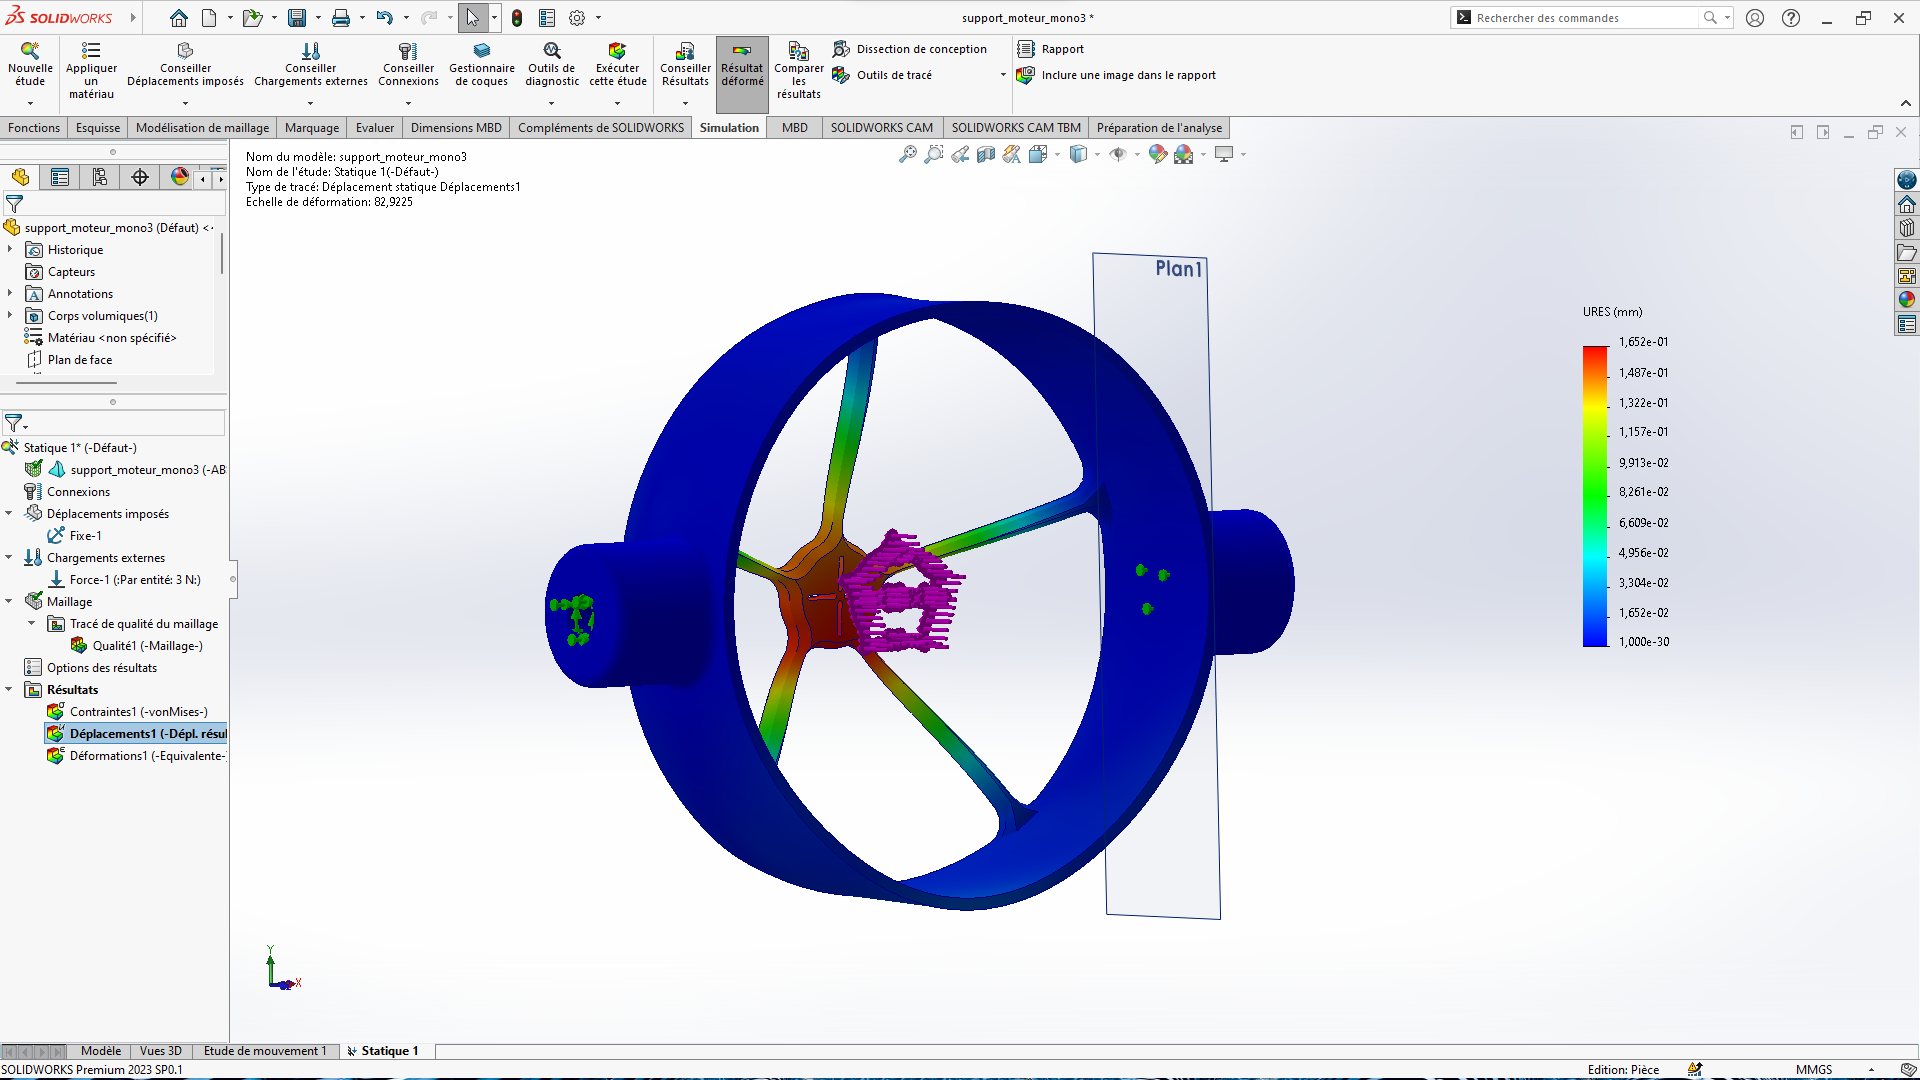 SOLIDWORKS
support_moteur_mono3 *
Rechercher des commandes
Nouvelle étude
Appliquer un matériau
Conseiller Déplacements imposés
Conseiller Chargements externes
Conseiller Connexions
Gestionnaire de coques
Outils de diagnostic
Exécuter cette étude
Conseiller Résultats
Résultat déformé
Comparer les résultats
Dissection de conception
Outils de tracé
Rapport
Inclure une image dans le rapport
Fonctions
Esquisse
Modélisation de maillage
Marquage
Evaluer
Dimensions MBD
Compléments de SOLIDWORKS
Simulation
MBD
SOLIDWORKS CAM
SOLIDWORKS CAM TBM
Préparation de l'analyse
Nom du modèle: support_moteur_mono3
Nom de l'étude: Statique 1(-Défaut-)
Type de tracé: Déplacement statique Déplacements1
Echelle de déformation: 82,9225
support_moteur_mono3 (Défaut) <
Historique
Capteurs
Annotations
Corps volumiques(1)
Matériau <non spécifié>
Plan de face
Statique 1* (-Défaut-)
support_moteur_mono3 (-AB
Connexions
Déplacements imposés
Fixe-1
Chargements externes
Force-1 (:Par entité: 3 N:)
Maillage
Tracé de qualité du maillage
Qualité1 (-Maillage-)
Options des résultats
Résultats
Contraintes1 (-vonMises-)
Déplacements1 (-Dépl. résul
Déformations1 (-Equivalente-
Plan1
URES (mm)
1,652e-01
1,487e-01
1,322e-01
1,157e-01
9,913e-02
8,261e-02
6,609e-02
4,956e-02
3,304e-02
1,652e-02
1,000e-30
Y
X
Modèle
Vues 3D
Etude de mouvement 1
Statique 1
SOLIDWORKS Premium 2023 SP0.1
Edition: Pièce
MMGS